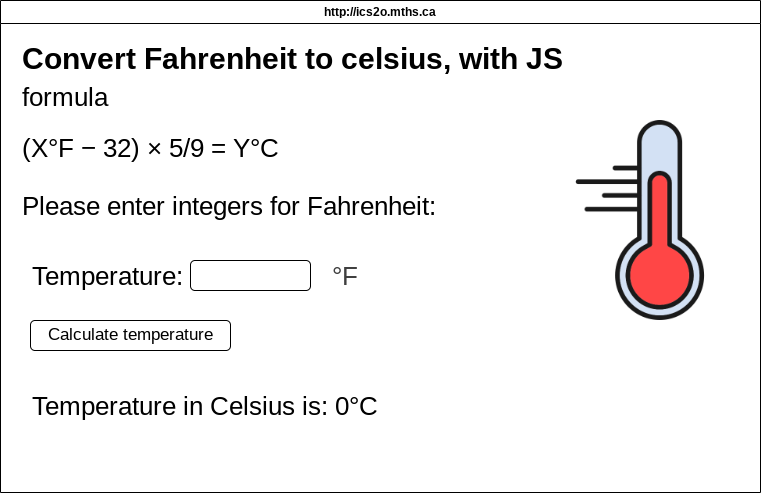 http://ics2o.mths.ca
Convert Fahrenheit to celsius, with JS
formula
(X°F − 32) × 5/9 = Y°C
Please enter integers for Fahrenheit:
Temperature: °F
Calculate temperature
Temperature in Celsius is: 0°C